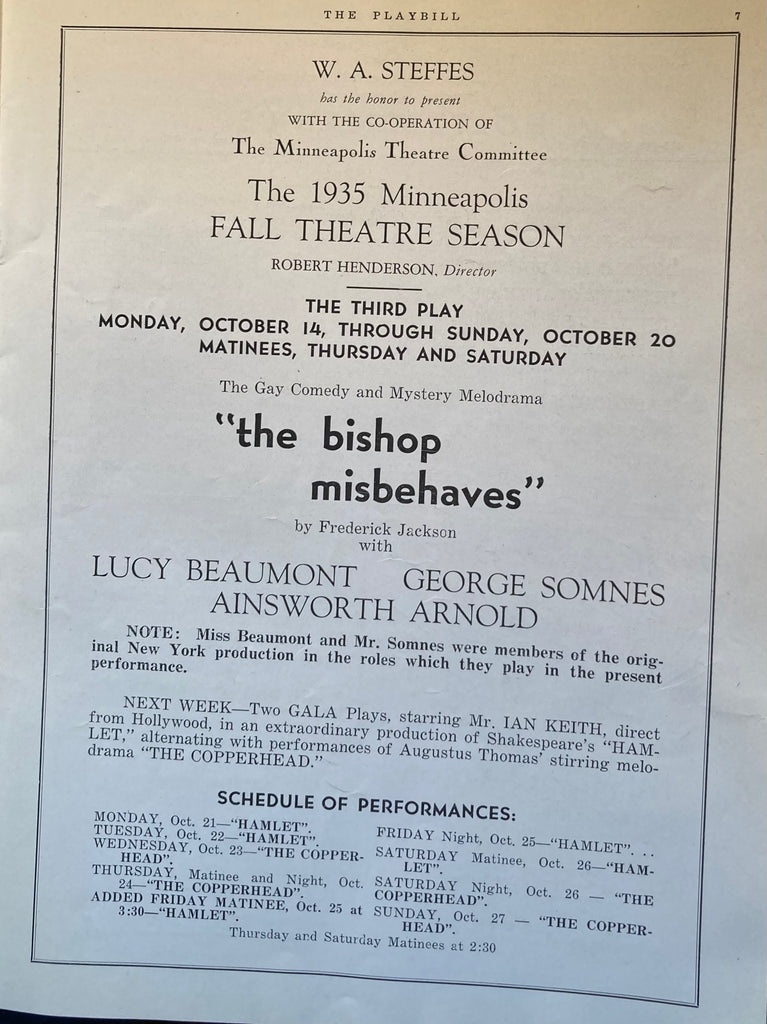 THE PLAYBILL 7
W. A. STEFFES
has the honor to present
WITH THE CO-OPERATION OF
The Minneapolis Theatre Committee
The 1935 Minneapolis
FALL THEATRE SEASON
ROBERT HENDERSON, Director
THE THIRD PLAY
MONDAY, OCTOBER 14, THROUGH SUNDAY, OCTOBER 20
MATINEES, THURSDAY AND SATURDAY
The Gay Comedy and Mystery Melodrama
"the bishop
misbehaves"
by Frederick Jackson
with
LUCY BEAUMONT GEORGE SOMNES
AINSWORTH ARNOLD
NOTE: Miss Beaumont and Mr. Somnes were members of the orig-
inal New York production in the roles which they play in the present
performance.
NEXT WEEK—Two GALA Plays, starring Mr. IAN KEITH, direct
from Hollywood, in an extraordinary production of Shakespeare's "HAM-
LET," alternating with performances of Augustus Thomas' stirring melo-
drama "THE COPPERHEAD."
SCHEDULE OF PERFORMANCES:
MONDAY, Oct. 21—"HAMLET".
TUESDAY, Oct. 22—"HAMLET".
WEDNESDAY, Oct. 23—"THE COPPER-
HEAD".
THURSDAY, Matinee and Night, Oct.
24—"THE COPPERHEAD".
ADDED FRIDAY MATINEE, Oct. 25 at
3:30—"HAMLET".
FRIDAY Night, Oct. 25—"HAMLET". . .
SATURDAY Matinee, Oct. 26—"HAM-
LET".
SATURDAY Night, Oct. 26 — "THE
COPPERHEAD".
SUNDAY, Oct. 27 — "THE COPPER-
HEAD".
Thursday and Saturday Matinees at 2:30